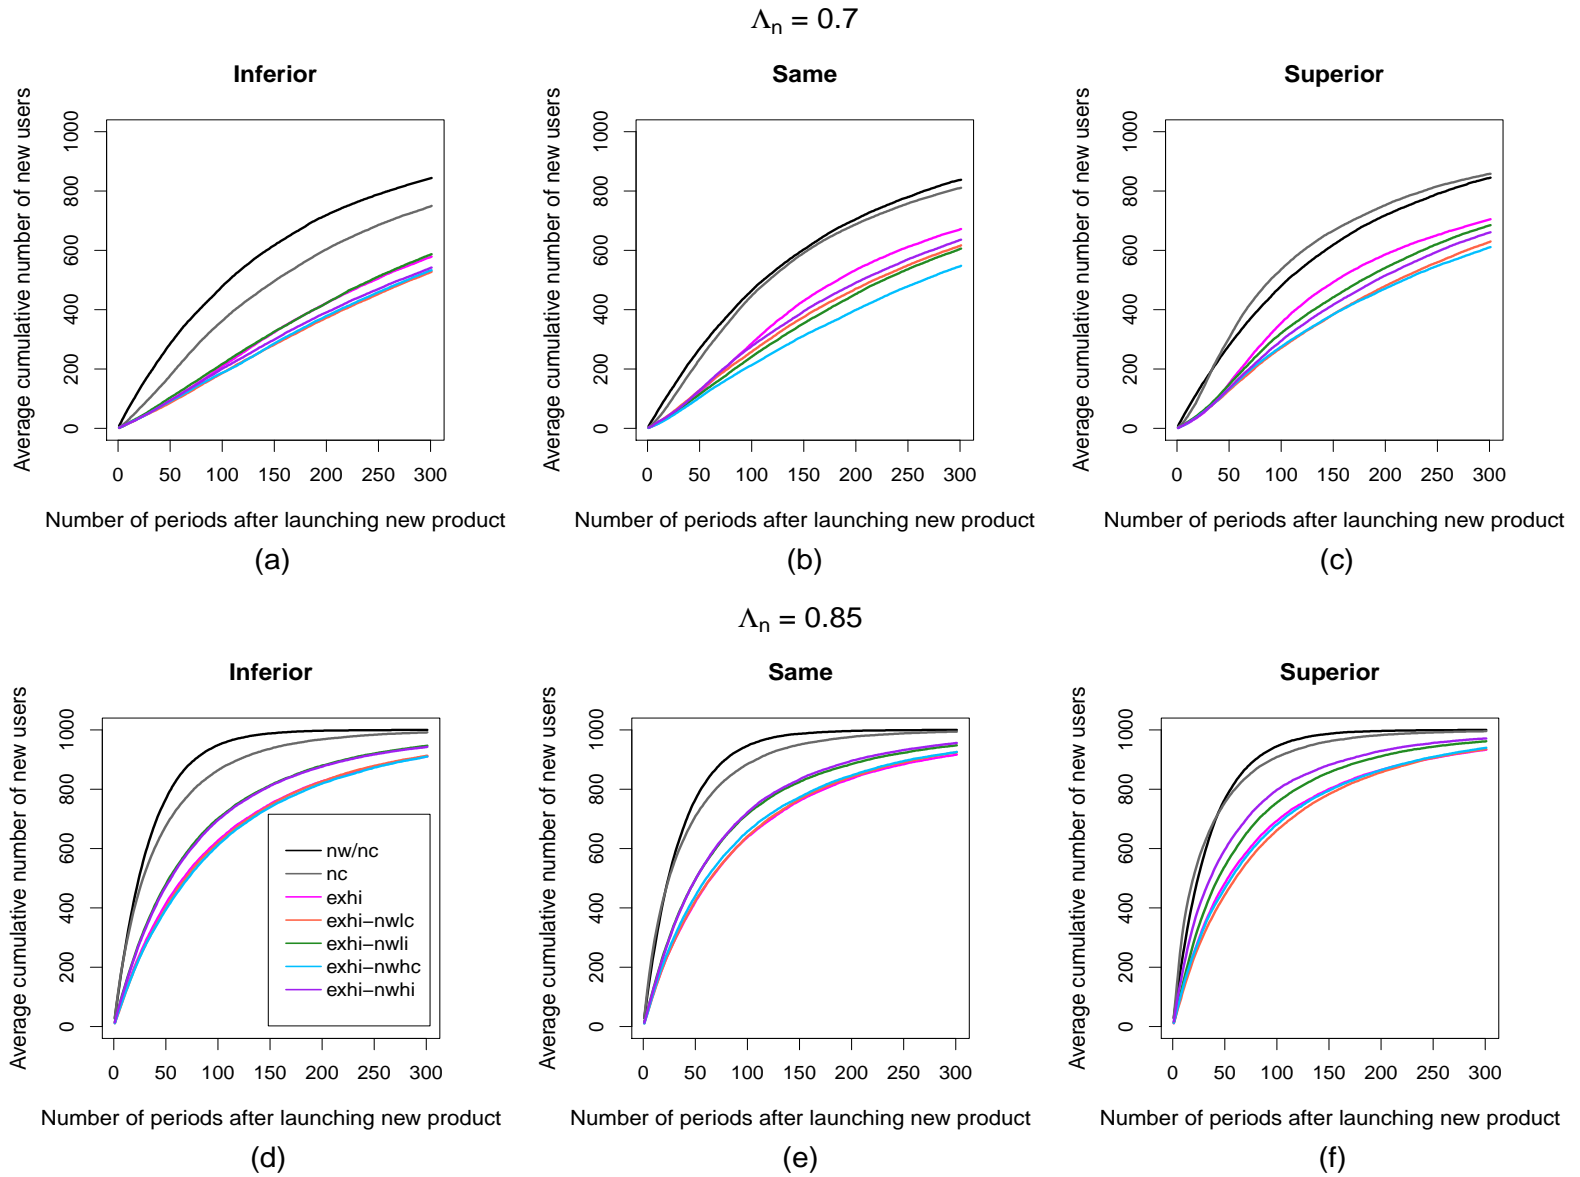 Λn = 0.7
Inferior
Same
Superior
Average cumulative number of new users
0 200 400 600 800 1000
0 50 100 150 200 250 300
Number of periods after launching new product
(a)
Average cumulative number of new users
0 200 400 600 800 1000
0 50 100 150 200 250 300
Number of periods after launching new product
(b)
Average cumulative number of new users
0 200 400 600 800 1000
0 50 100 150 200 250 300
Number of periods after launching new product
(c)
Λn = 0.85
Inferior
Same
Superior
Average cumulative number of new users
0 200 400 600 800 1000
nw/nc
nc
exhi
exhi−nwlc
exhi−nwli
exhi−nwhc
exhi−nwhi
0 50 100 150 200 250 300
Number of periods after launching new product
(d)
Average cumulative number of new users
0 200 400 600 800 1000
0 50 100 150 200 250 300
Number of periods after launching new product
(e)
Average cumulative number of new users
0 200 400 600 800 1000
0 50 100 150 200 250 300
Number of periods after launching new product
(f)